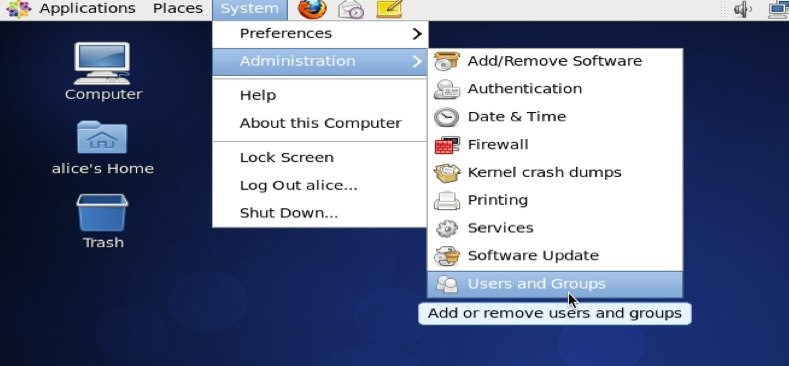 Applications Places System
Preferences
Administration
Help
About this Computer
Lock Screen
Log Out alice...
Shut Down...
Add/Remove Software
Authentication
Date & Time
Firewall
Kernel crash dumps
Printing
Services
Software Update
Users and Groups
Add or remove users and groups
Computer
alice's Home
Trash